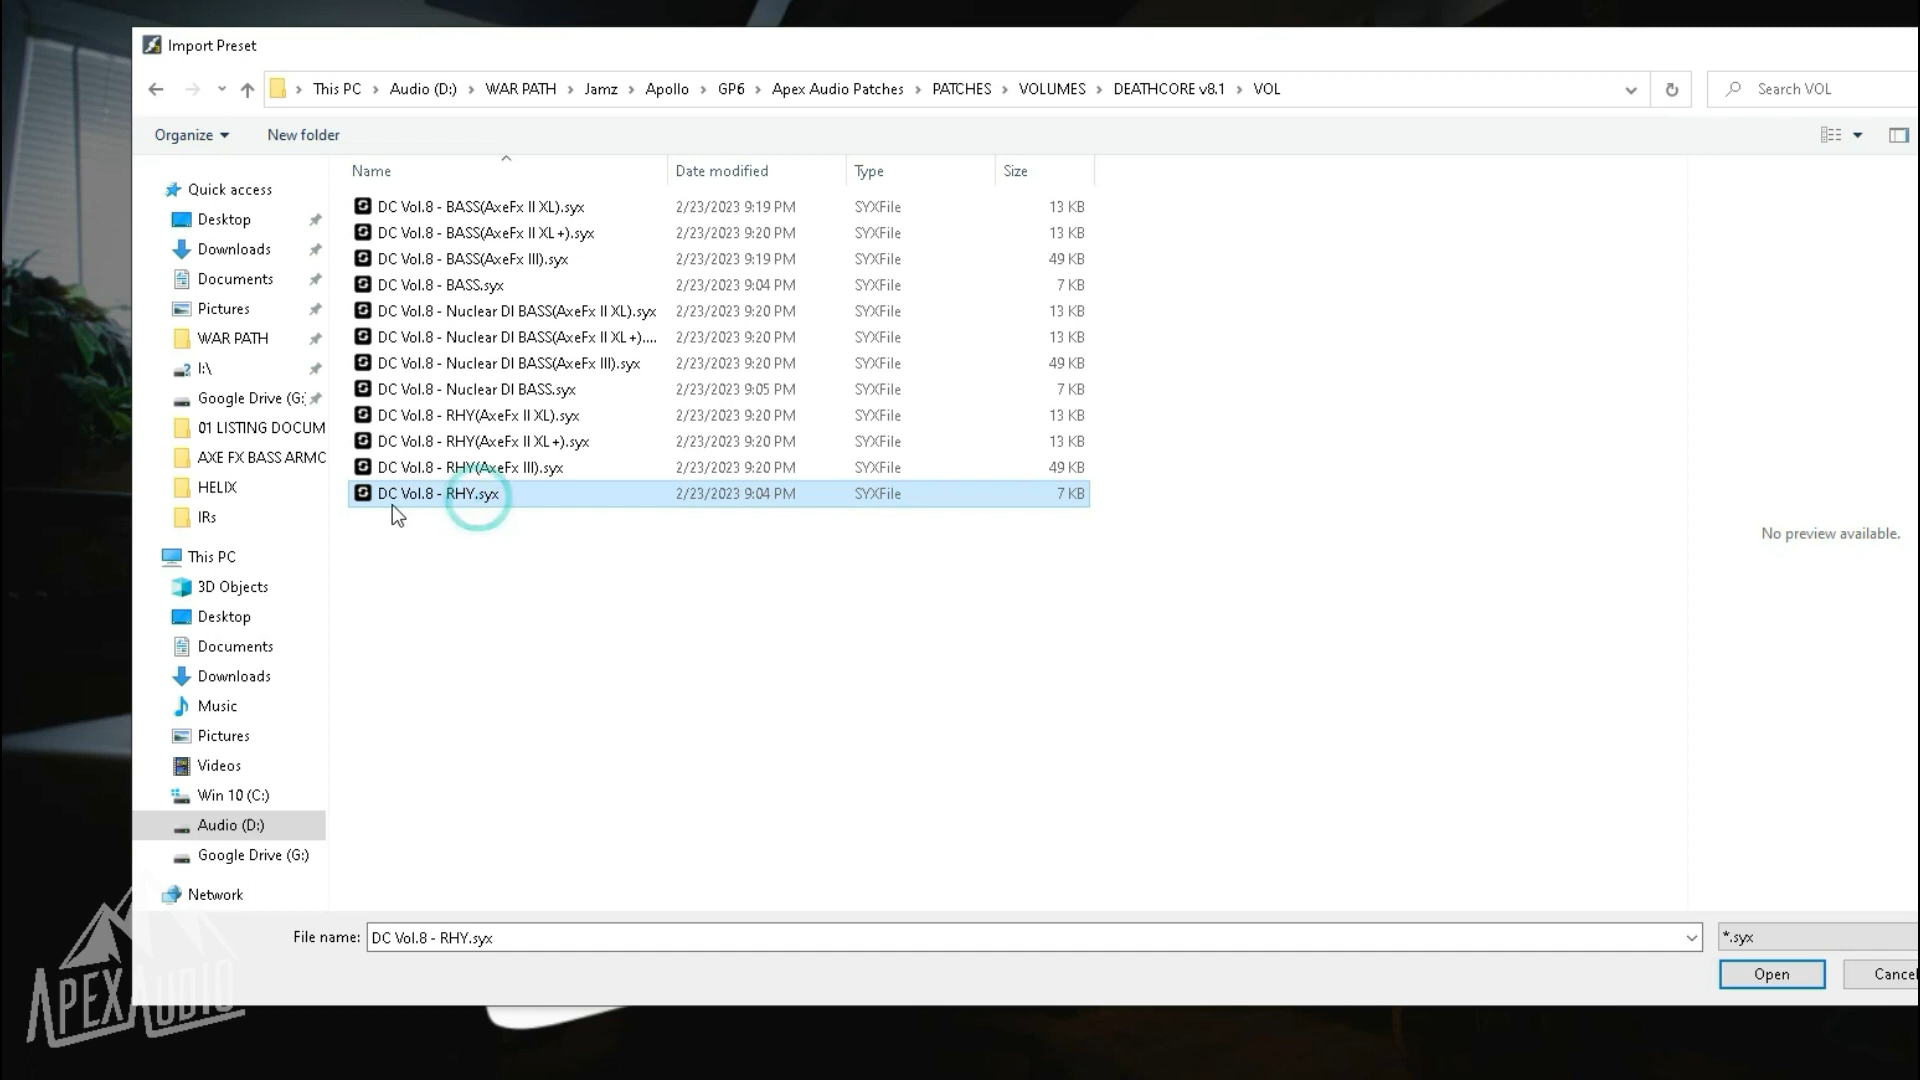 Import Preset
This PC > Audio (D:) > WAR PATH > Jamz > Apollo > GP6 > Apex Audio Patches > PATCHES > VOLUMES > DEATHCORE v8.1 > VOL
Search VOL
Organize
New folder
Name Date modified Type Size
DC Vol.8 - BASS(AxeFx II XL).syx 2/23/2023 9:19 PM SYXFile 13 KB
DC Vol.8 - BASS(AxeFx II XL+).syx 2/23/2023 9:20 PM SYXFile 13 KB
DC Vol.8 - BASS(AxeFx III).syx 2/23/2023 9:19 PM SYXFile 49 KB
DC Vol.8 - BASS.syx 2/23/2023 9:04 PM SYXFile 7 KB
DC Vol.8 - Nuclear DI BASS(AxeFx II XL).syx 2/23/2023 9:20 PM SYXFile 13 KB
DC Vol.8 - Nuclear DI BASS(AxeFx II XL+).... 2/23/2023 9:20 PM SYXFile 13 KB
DC Vol.8 - Nuclear DI BASS(AxeFx III).syx 2/23/2023 9:20 PM SYXFile 49 KB
DC Vol.8 - Nuclear DI BASS.syx 2/23/2023 9:05 PM SYXFile 7 KB
DC Vol.8 - RHY(AxeFx II XL).syx 2/23/2023 9:20 PM SYXFile 13 KB
DC Vol.8 - RHY(AxeFx II XL+).syx 2/23/2023 9:20 PM SYXFile 13 KB
DC Vol.8 - RHY(AxeFx III).syx 2/23/2023 9:20 PM SYXFile 49 KB
DC Vol.8 - RHY.syx 2/23/2023 9:04 PM SYXFile 7 KB
Quick access
Desktop
Downloads
Documents
Pictures
WAR PATH
I:\
Google Drive (G:)
01 LISTING DOCUM
AXE FX BASS ARMC
HELIX
IRs
This PC
3D Objects
Desktop
Documents
Downloads
Music
Pictures
Videos
Win 10 (C:)
Audio (D:)
Google Drive (G:)
Network
No preview available.
File name: DC Vol.8 - RHY.syx
*.syx
Open
Cancel
APEX AUDIO